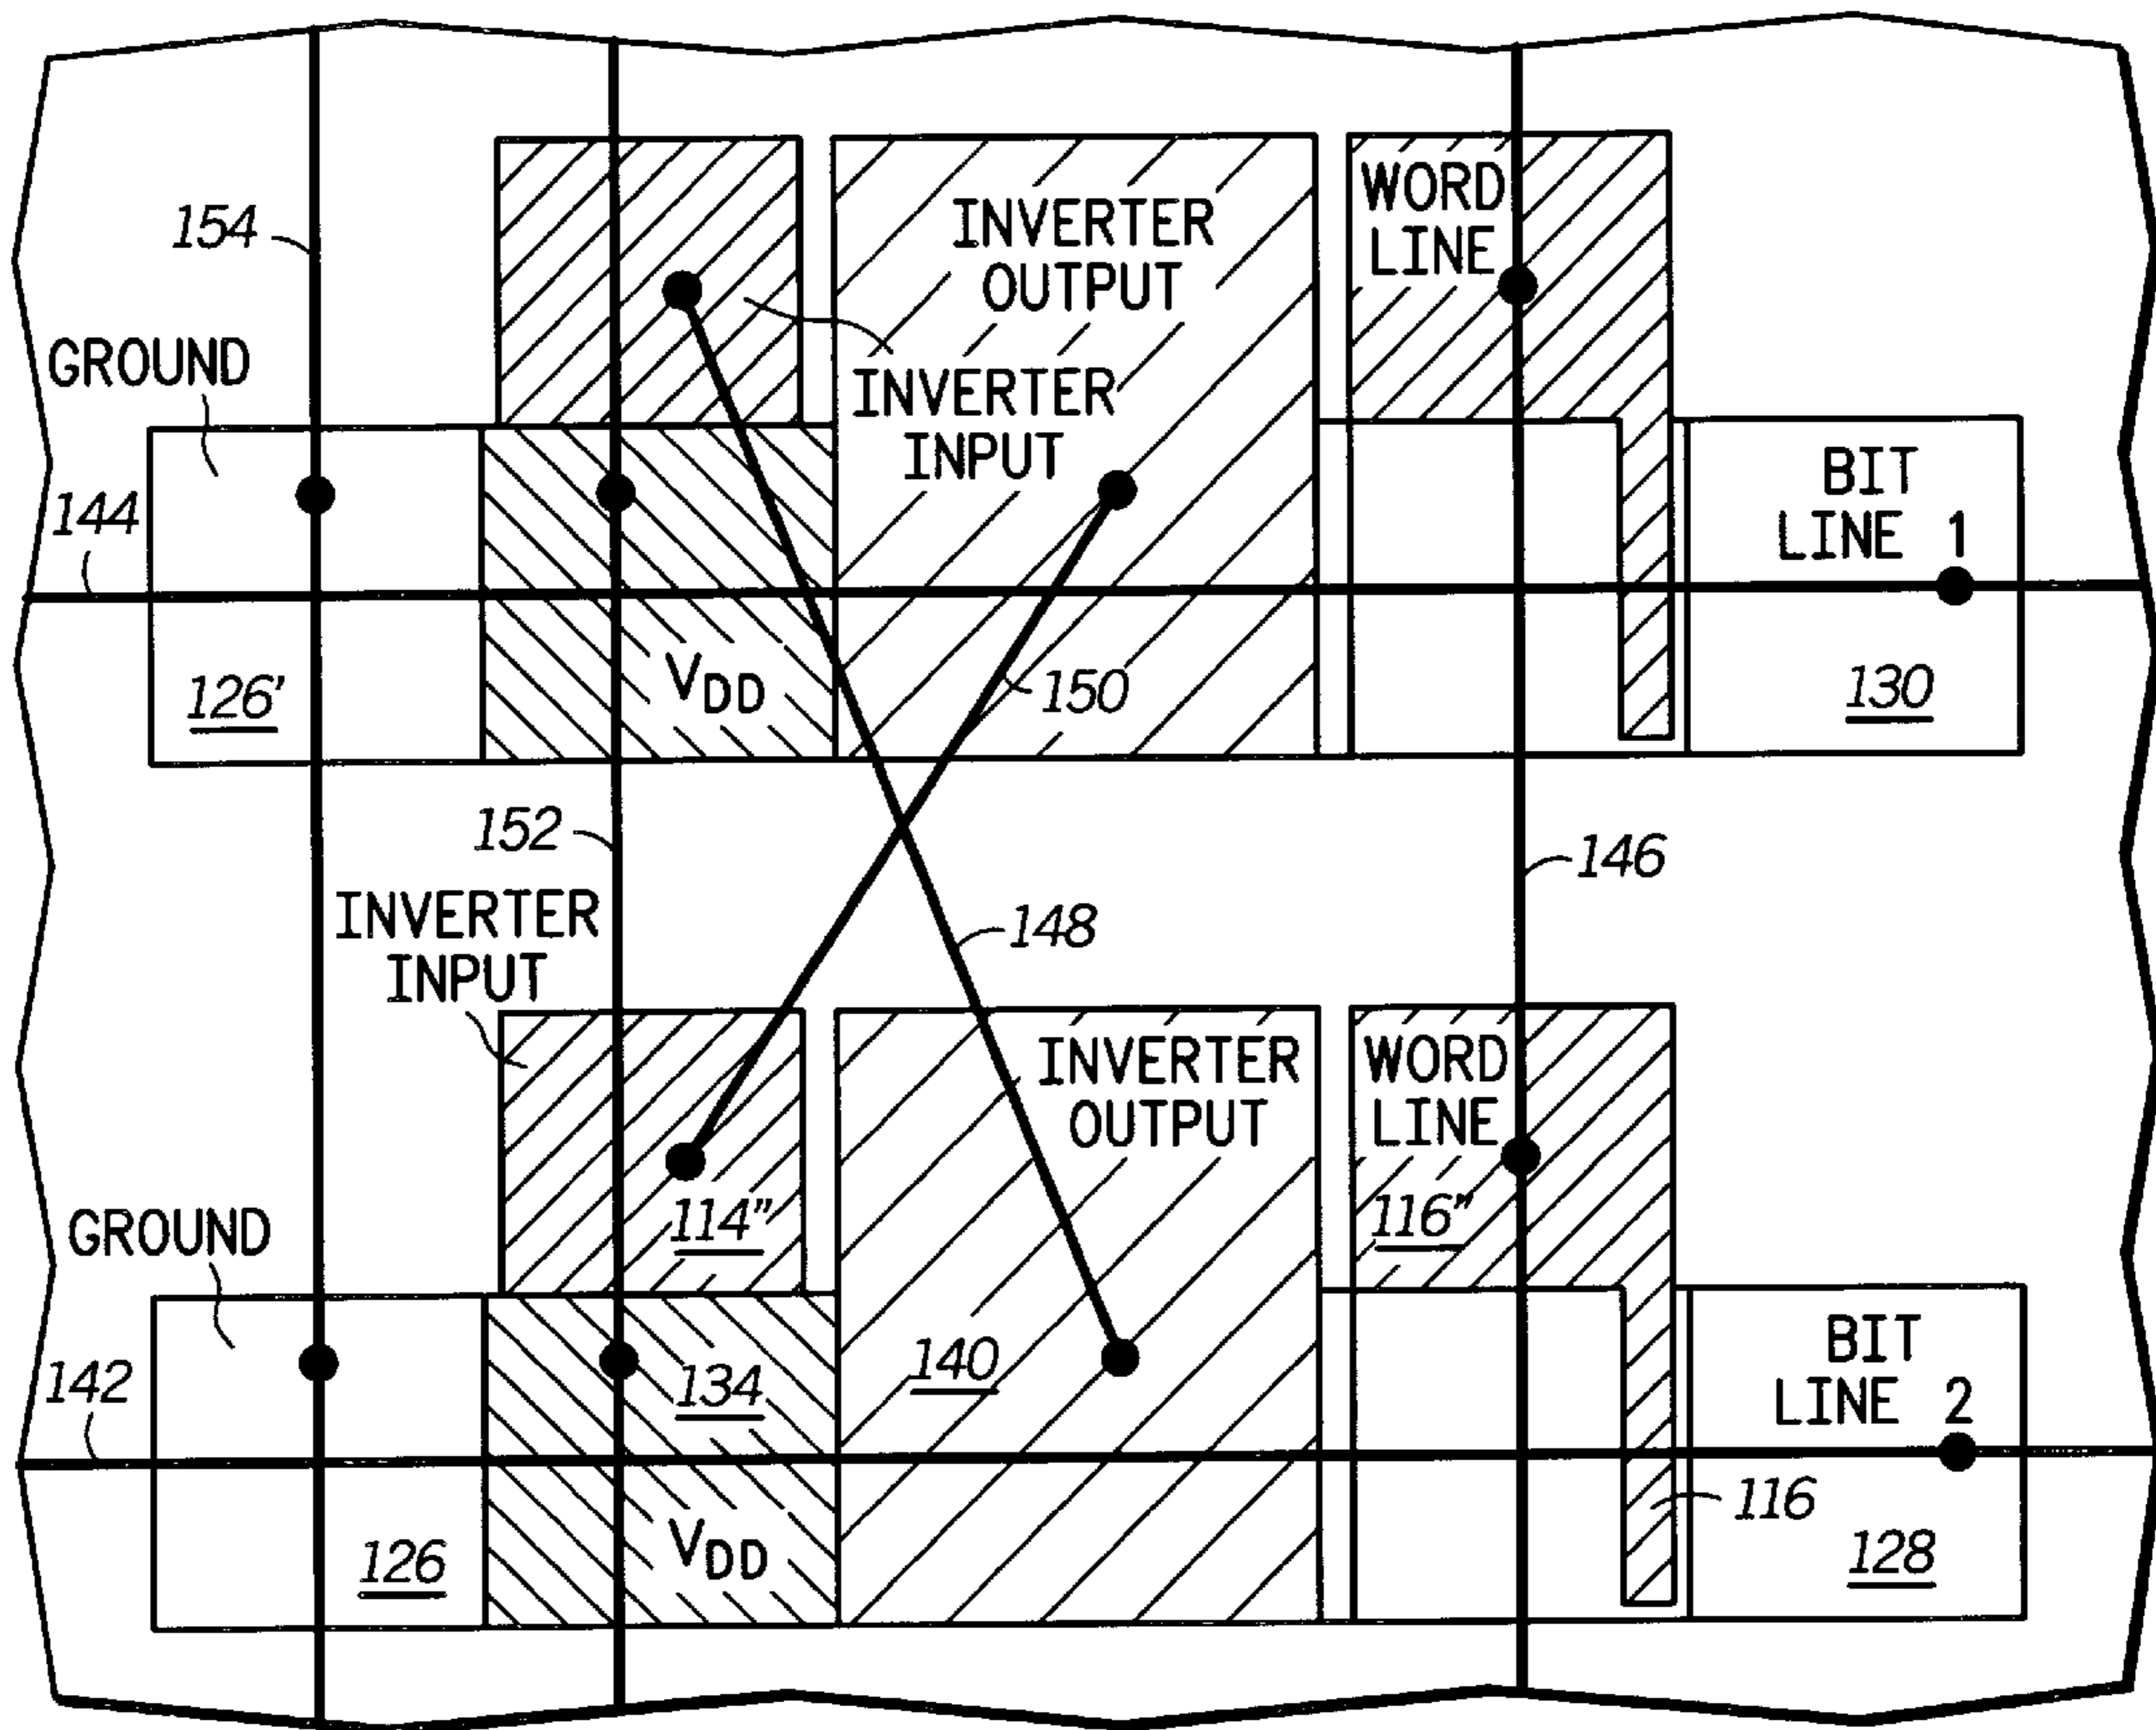 WORD
LINE
INVERTER
OUTPUT
154
GROUND
INVERTER
INPUT
BIT
LINE 1
144
126'
VDD
150
130
152
146
INVERTER
INPUT
148
INVERTER
OUTPUT
WORD
LINE
114"
116"
GROUND
BIT
LINE 2
142
134
140
116
126
VDD
128